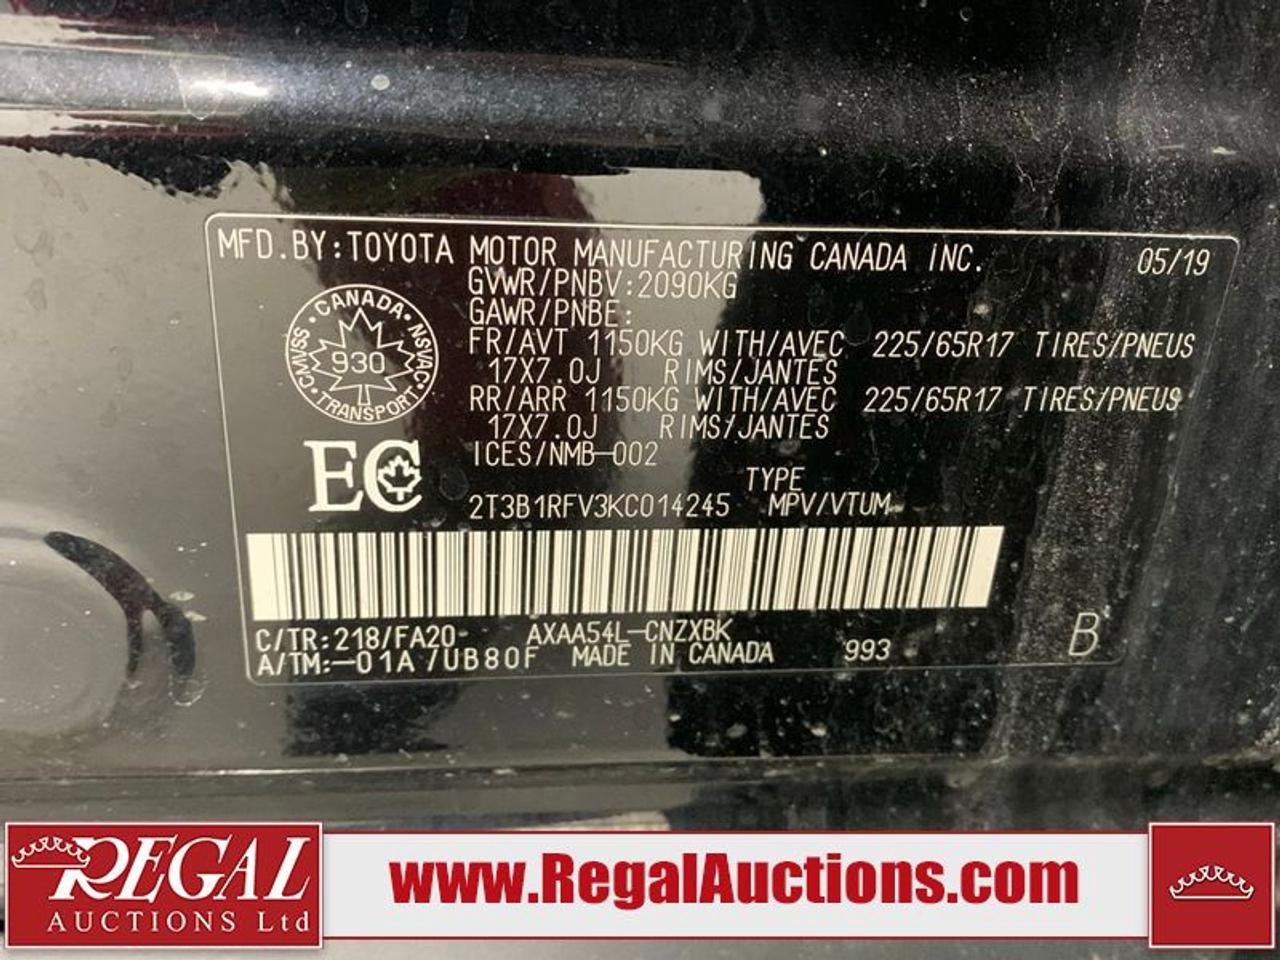 MFD.BY:TOYOTA MOTOR MANUFACTURING CANADA INC. 05/19
GVWR/PNBV:2090KG
GAWR/PNBE:
FR/AVT 1150KG WITH/AVEC 225/65R17 TIRES/PNEUS
17X7.0J RIMS/JANTES
RR/ARR 1150KG WITH/AVEC 225/65R17 TIRES/PNEUS
17X7.0J RIMS/JANTES
ICES/NMB-002
TYPE
2T3B1RFV3KC014245 MPV/VTUM
CANADA
CMVSS 930 NSVAC
TRANSPORT
EC
C/TR:218/FA20- AXAA54L-CNZXBK
A/TM:-01A /UB80F MADE IN CANADA 993 B
REGAL
AUCTIONS Ltd
www.RegalAuctions.com